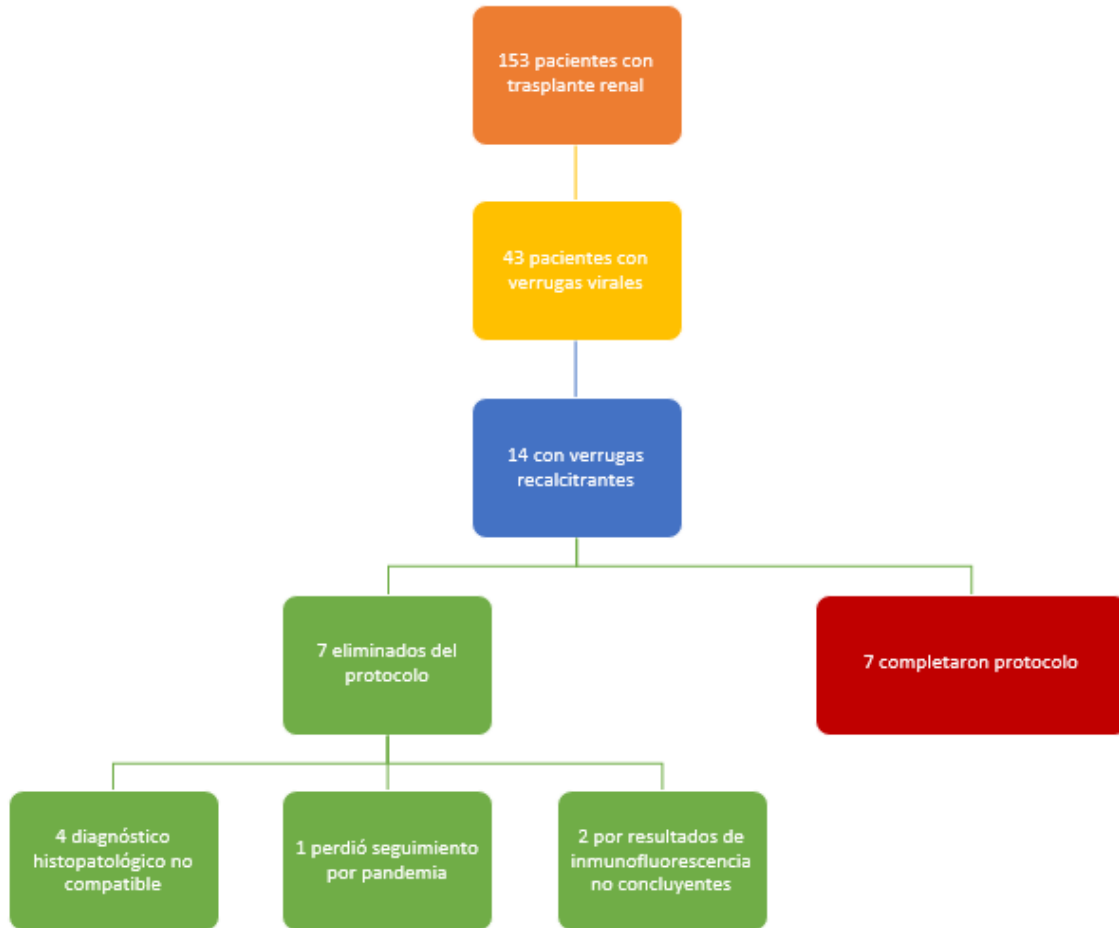 153 pacientes con
trasplante renal
43 pacientes con
verrugas virales
14 con verrugas
recalcitrantes
7 eliminados del
protocolo
7 completaron protocolo
4 diagnóstico
histopatológico no
compatible
1 perdió seguimiento
por pandemia
2 por resultados de
inmunofluorescencia
no concluyentes